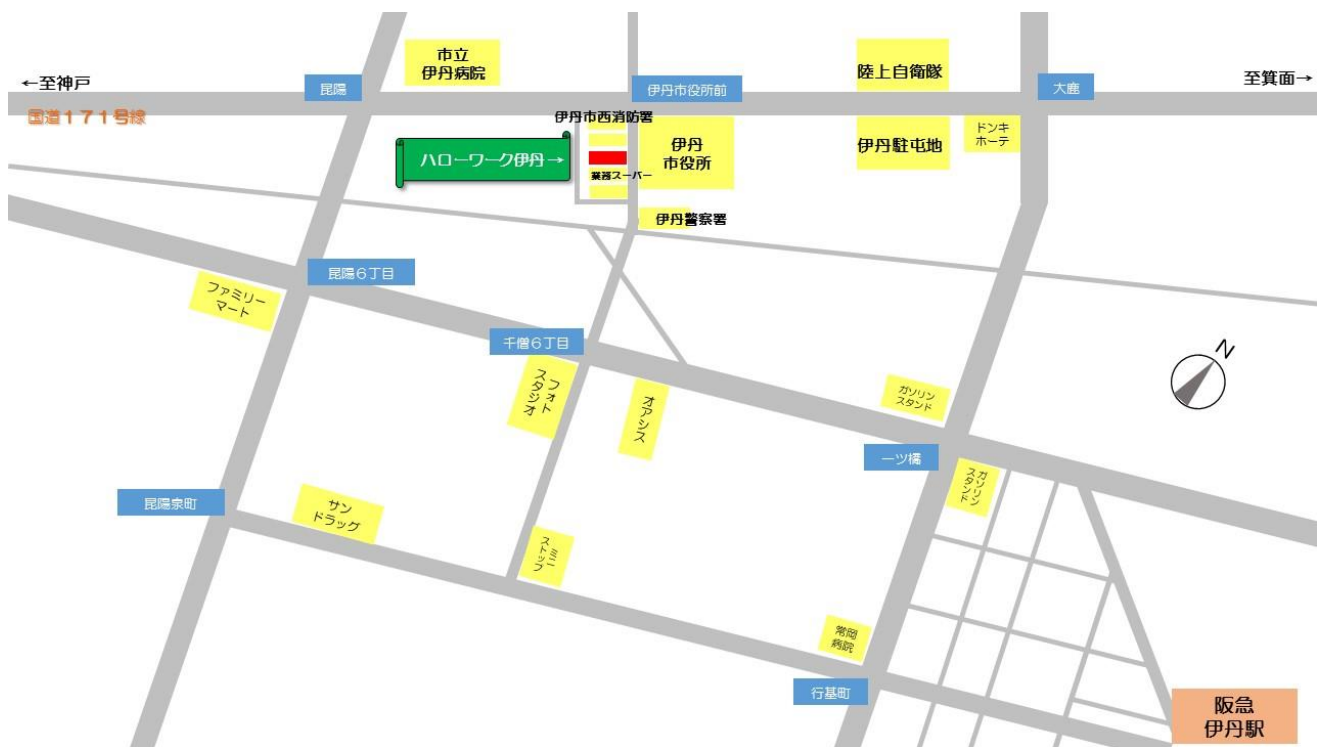 市立
伊丹病院
陸上自衛隊
←至神戸
昆陽
伊丹市役所前
大鹿
至箕面→
国道171号線
伊丹市西消防署
ドンキ
ホーテ
ハローワーク伊丹→
伊丹
市役所
伊丹駐屯地
業務スーパー
伊丹警察署
昆陽6丁目
ファミリー
マート
千僧6丁目
N
フォト
スタジオ
オアシス
ガソリン
スタンド
一ツ橋
ガソリン
スタンド
昆陽泉町
サン
ドラッグ
ミニ
ストップ
常岡
病院
行基町
阪急
伊丹駅